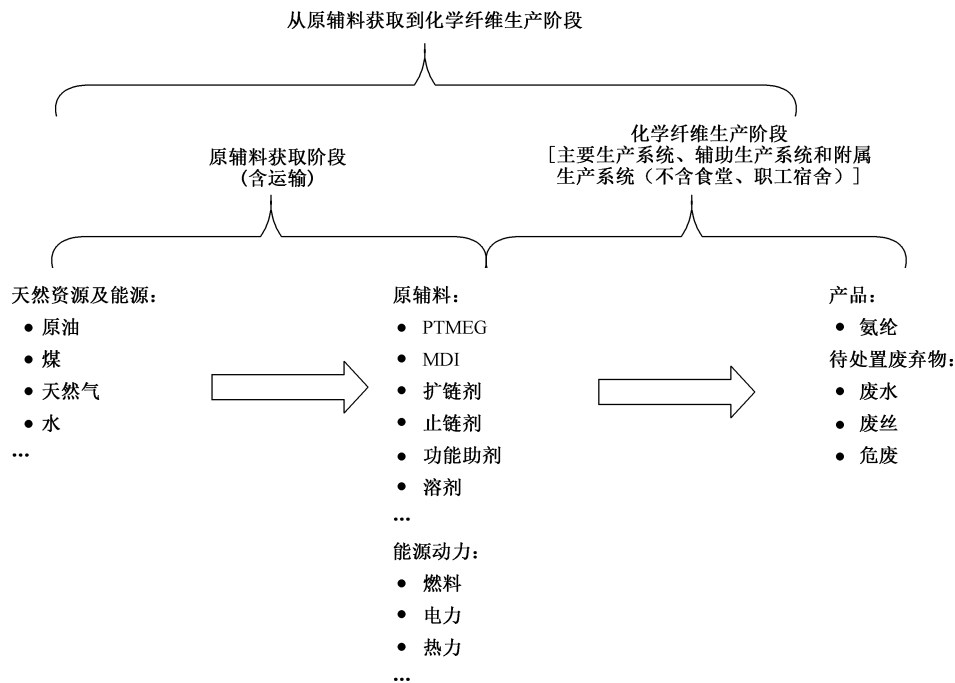 从原辅料获取到化学纤维生产阶段
原辅料获取阶段
(含运输)
化学纤维生产阶段
[主要生产系统、辅助生产系统和附属
生产系统（不含食堂、职工宿舍）]
天然资源及能源：
● 原油
● 煤
● 天然气
● 水
…
原辅料：
● PTMEG
● MDI
● 扩链剂
● 止链剂
● 功能助剂
● 溶剂
…
能源动力：
● 燃料
● 电力
● 热力
…
产品：
● 氨纶
待处置废弃物：
● 废水
● 废丝
● 危废